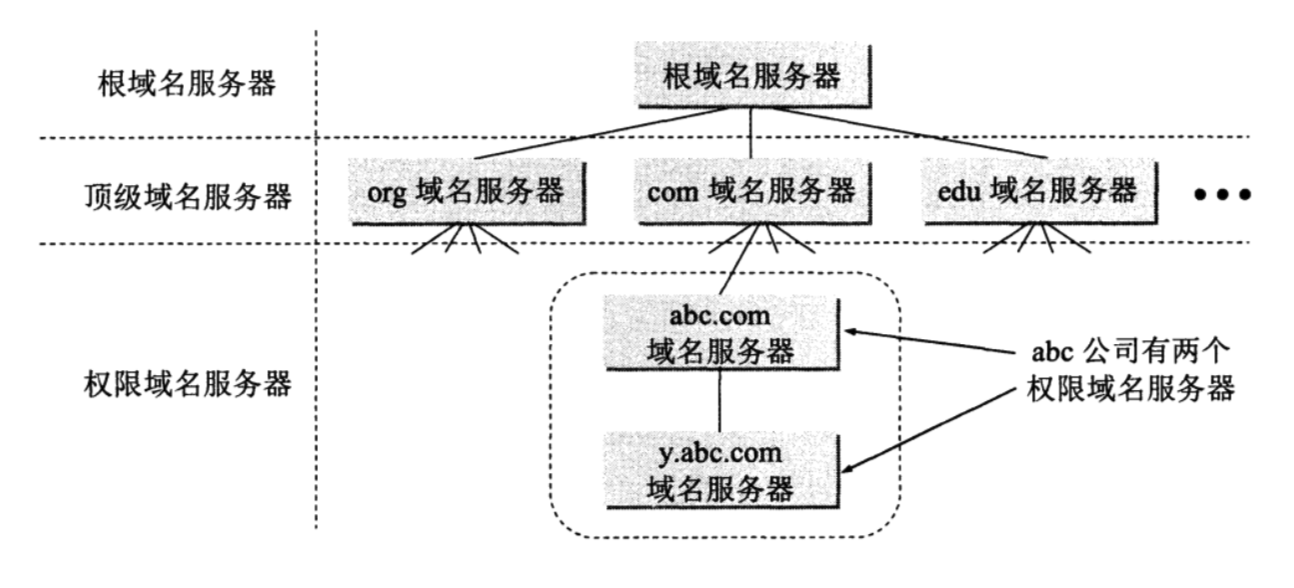 根域名服务器
根域名服务器
顶级域名服务器
org 域名服务器
com 域名服务器
edu 域名服务器
•••
权限域名服务器
abc.com
域名服务器
abc 公司有两个
权限域名服务器
y.abc.com
域名服务器